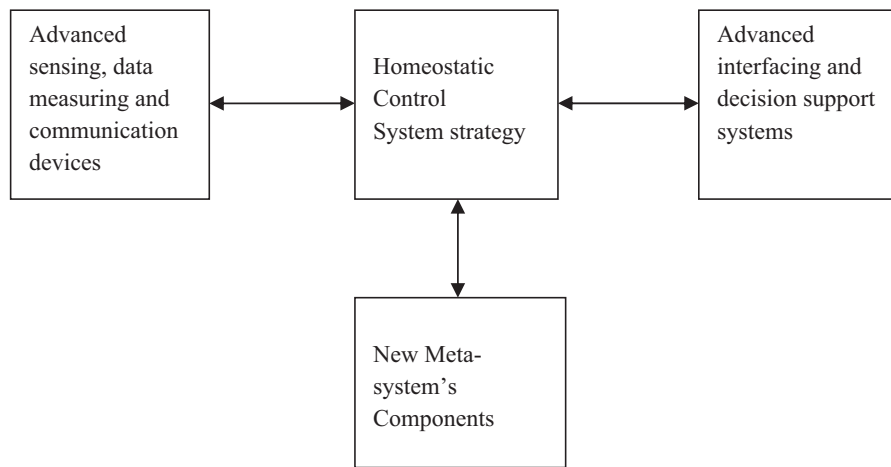 Advanced
sensing, data
measuring and
communication
devices
Homeostatic
Control
System strategy
Advanced
interfacing and
decision support
systems
New Meta-
system’s
Components